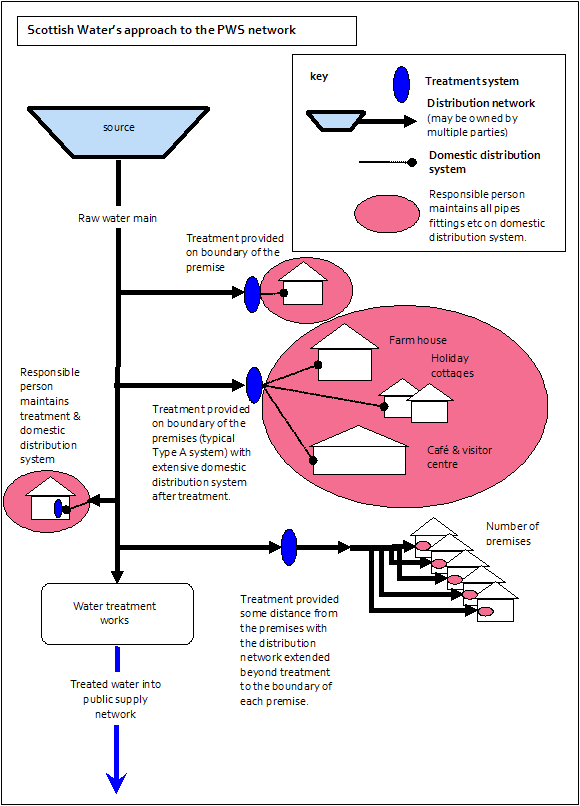 Scottish Water's approach to the PWS network
key
Treatment system
Distribution network
(may be owned by
multiple parties)
Domestic distribution
system
Responsible person
maintains all pipes
fittings etc on domestic
distribution system.
source
Raw water main
Treatment provided
on boundary of the
premise
Farm house
Holiday
cottages
Café & visitor
centre
Responsible
person
maintains
treatment &
domestic
distribution
system
Treatment provided
on boundary of the
premises (typical
Type A system) with
extensive domestic
distribution system
after treatment.
Number of
premises
Water treatment
works
Treatment provided
some distance from
the premises with
the distribution
network extended
beyond treatment
to the boundary of
each premise.
Treated water into
public supply
network